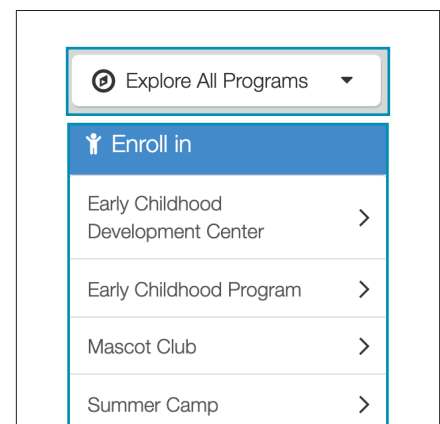 Explore All Programs
Enroll in
Early Childhood
Development Center
Early Childhood Program
Mascot Club
Summer Camp